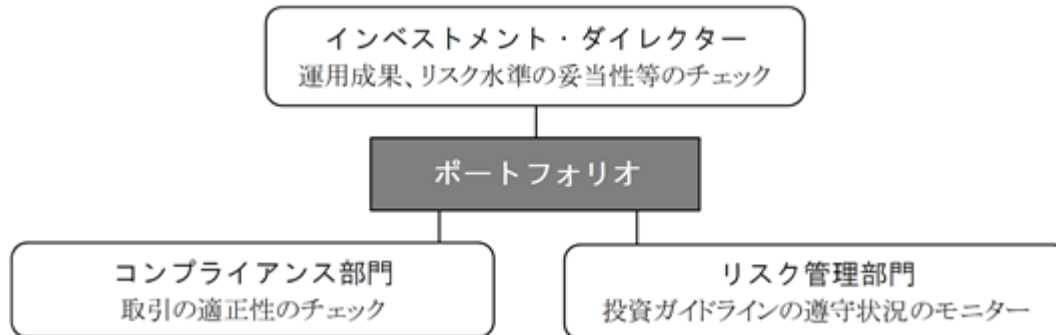 インベストメント・ダイレクター
運用成果、リスク水準の妥当性等のチェック
ポートフォリオ
コンプライアンス部門
取引の適正性のチェック
リスク管理部門
投資ガイドラインの遵守状況のモニター